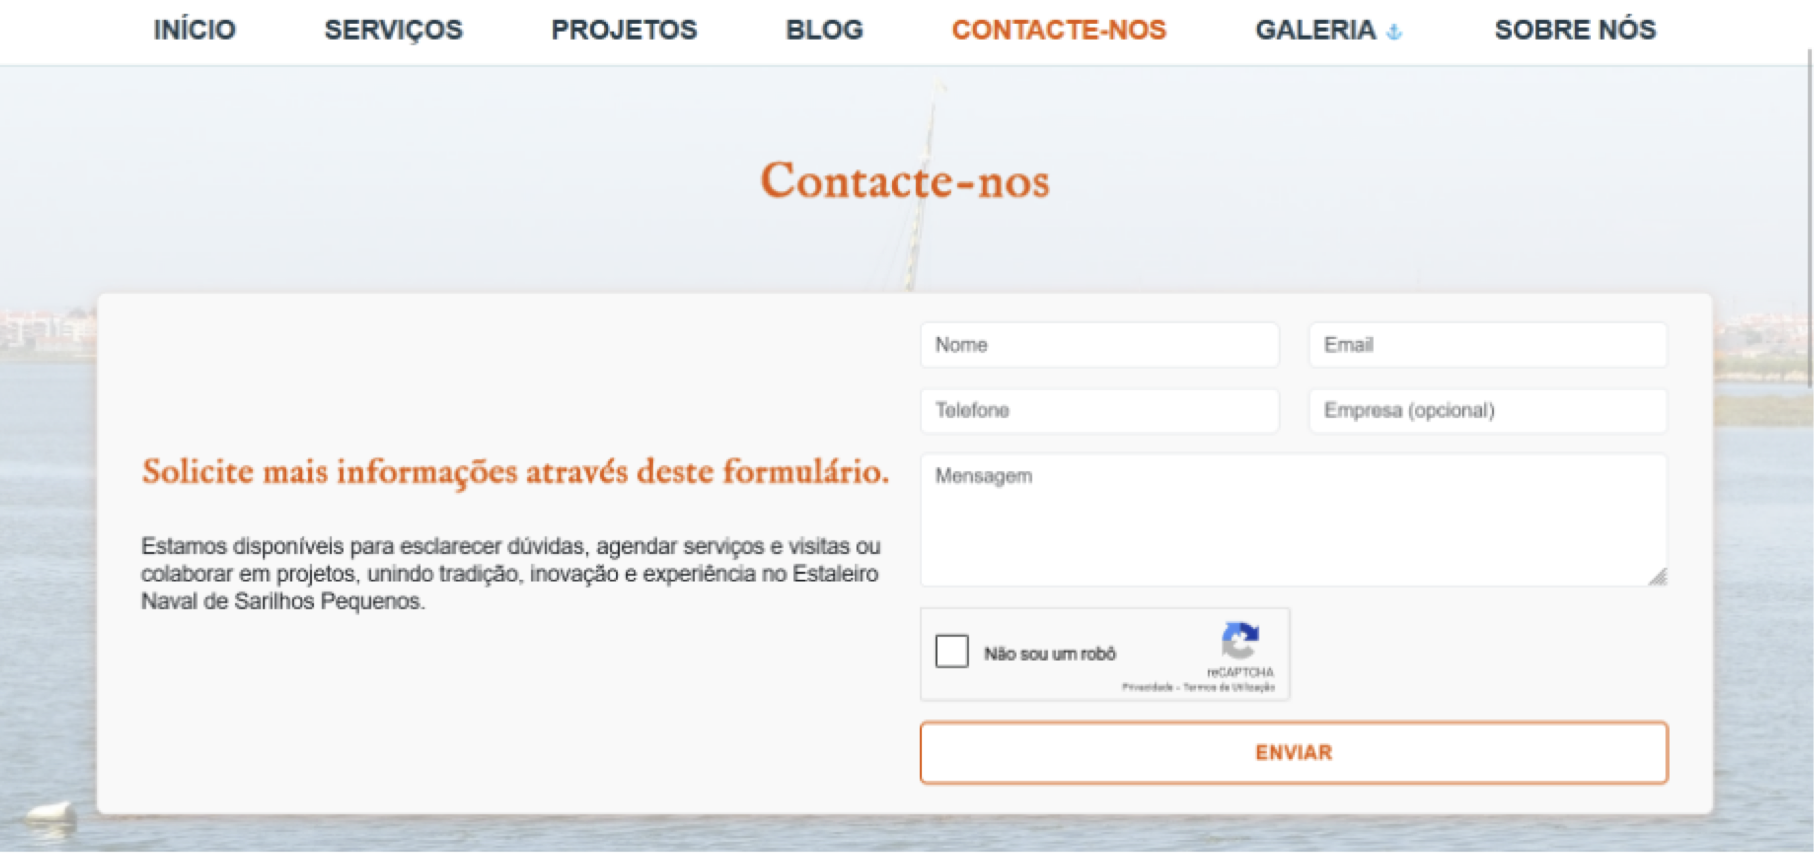 INÍCIO SERVIÇOS PROJETOS BLOG CONTACTE-NOS GALERIA SOBRE NÓS
Contacte-nos
Solicite mais informações através deste formulário.
Estamos disponíveis para esclarecer dúvidas, agendar serviços e visitas ou
colaborar em projetos, unindo tradição, inovação e experiência no Estaleiro
Naval de Sarilhos Pequenos.
Nome
Email
Telefone
Empresa (opcional)
Mensagem
Não sou um robô
reCAPTCHA
Privacidade - Termos de Utilização
ENVIAR